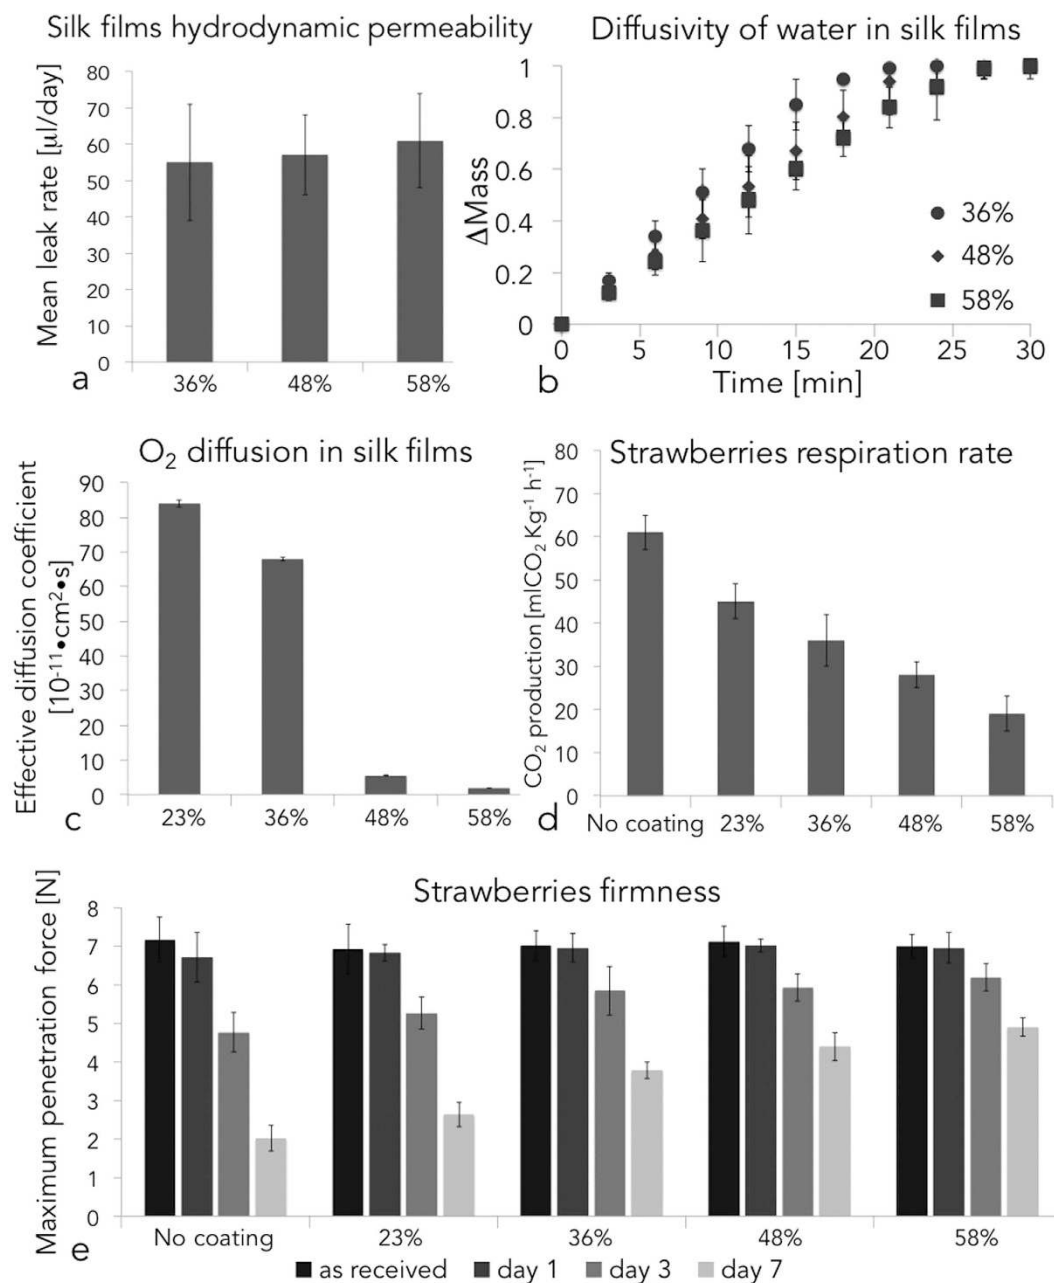 Silk films hydrodynamic permeability
Mean leak rate [µl/day]
80
70
60
50
40
30
20
10
0
36% 48% 58%
a
Diffusivity of water in silk films
ΔMass
1
0.8
0.6
0.4
0.2
0
36%
48%
58%
0 5 10 15 20 25 30
Time [min]
b
O₂ diffusion in silk films
Effective diffusion coefficient
[10⁻¹¹•cm²•s]
90
80
70
60
50
40
30
20
10
0
23% 36% 48% 58%
c
Strawberries respiration rate
CO₂ production [mlCO₂ Kg⁻¹ h⁻¹]
80
70
60
50
40
30
20
10
0
No coating 23% 36% 48% 58%
d
Strawberries firmness
Maximum penetration force [N]
8
7
6
5
4
3
2
1
0
No coating 23% 36% 48% 58%
e
as received day 1 day 3 day 7